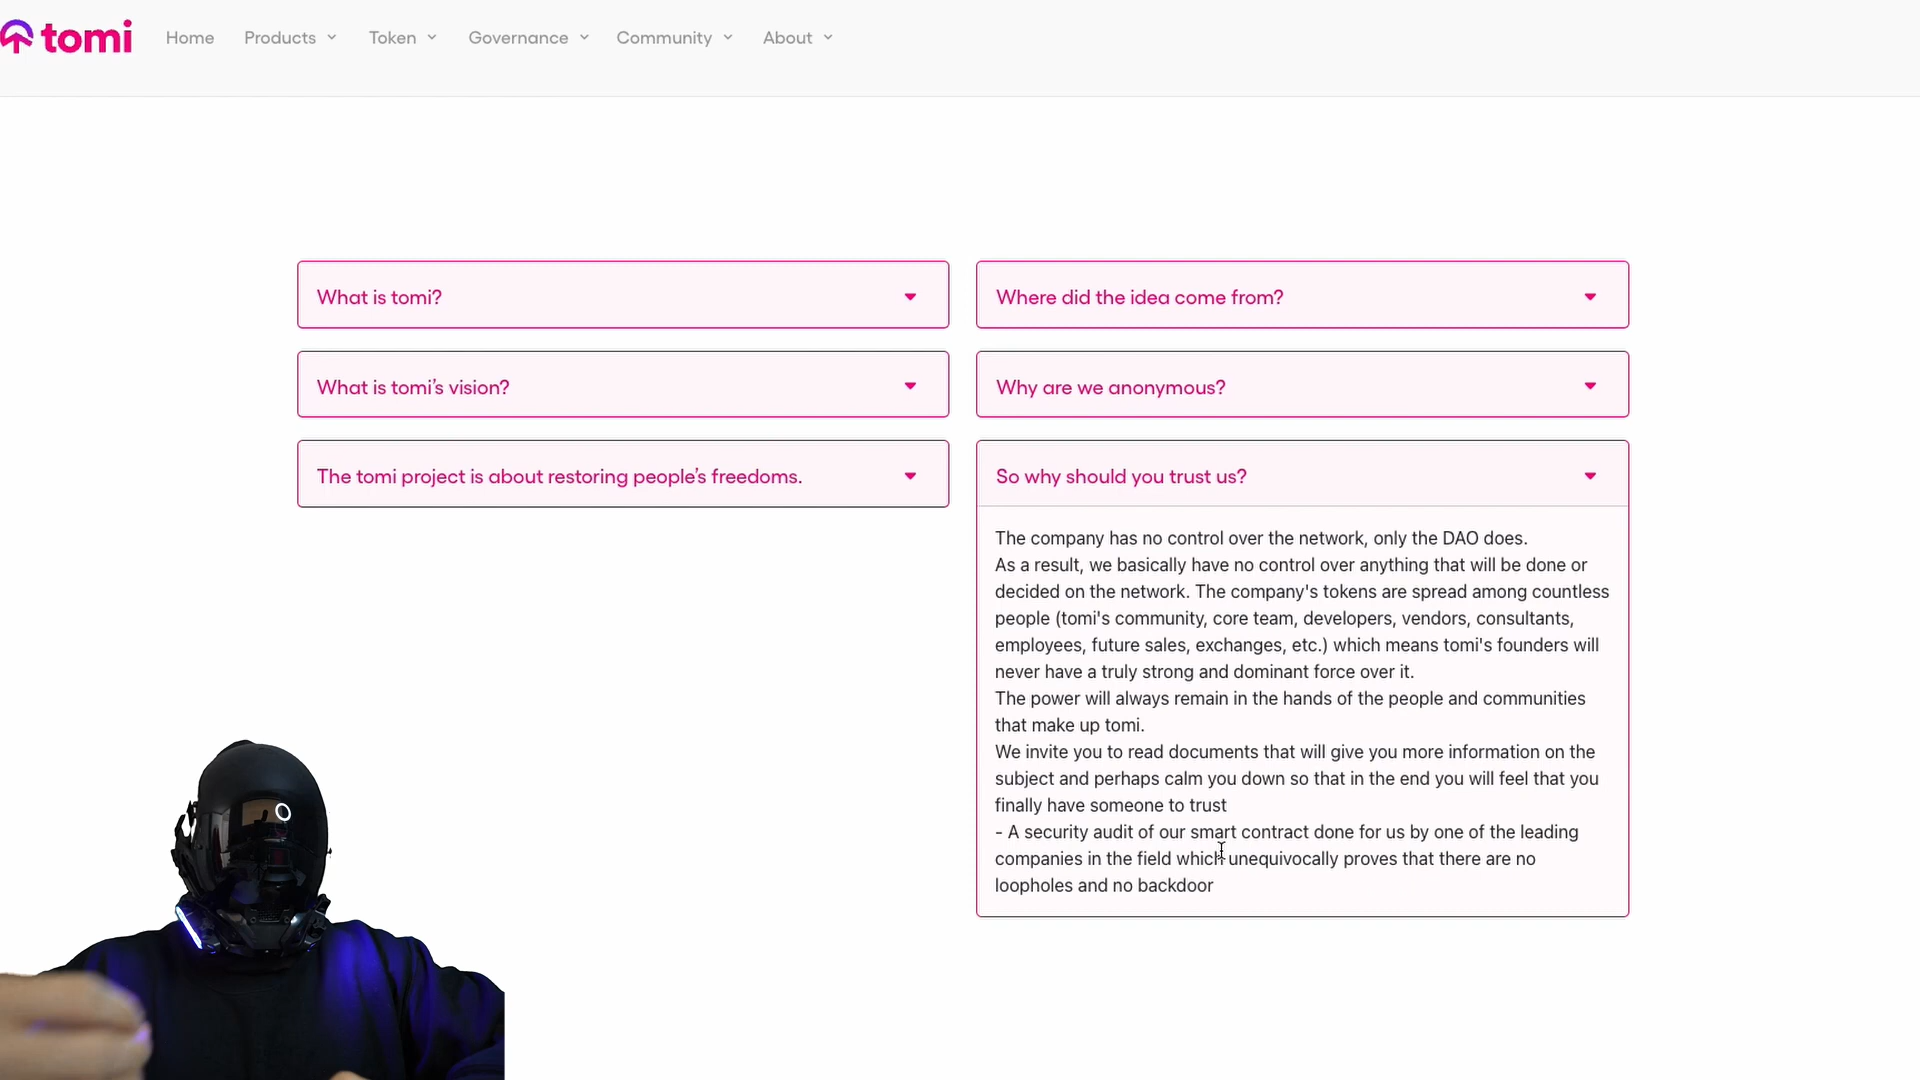 tomi
Home
Products
Token
Governance
Community
About
What is tomi?
Where did the idea come from?
What is tomi’s vision?
Why are we anonymous?
The tomi project is about restoring people’s freedoms.
So why should you trust us?
The company has no control over the network, only the DAO does.
As a result, we basically have no control over anything that will be done or
decided on the network. The company's tokens are spread among countless
people (tomi's community, core team, developers, vendors, consultants,
employees, future sales, exchanges, etc.) which means tomi's founders will
never have a truly strong and dominant force over it.
The power will always remain in the hands of the people and communities
that make up tomi.
We invite you to read documents that will give you more information on the
subject and perhaps calm you down so that in the end you will feel that you
finally have someone to trust
- A security audit of our smart contract done for us by one of the leading
companies in the field which unequivocally proves that there are no
loopholes and no backdoor